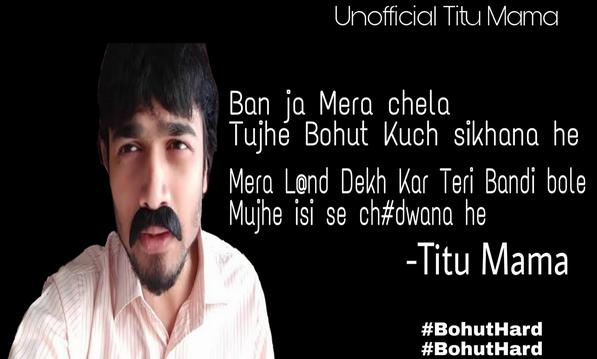 Unofficial Titu Mama
Ban ja Mera chela
Tujhe Bohut Kuch sikhana he
Mera L@nd Dekh Kar Teri Bandi bole
Mujhe isi se ch#dwana he
-Titu Mama
#BohutHard
#BohutHard